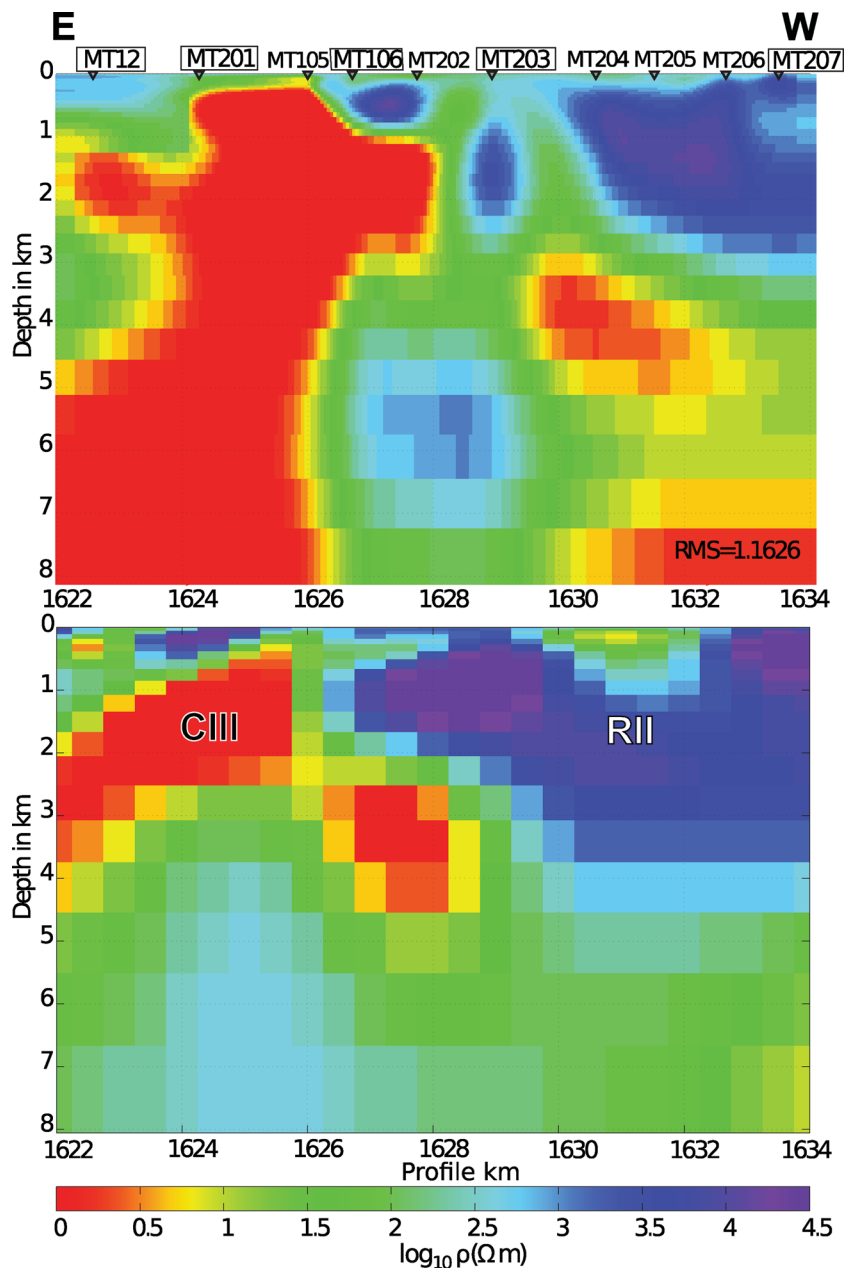 E W
MT12 MT201 MT105 MT106 MT202 MT203 MT204 MT205 MT206 MT207
0
1
2
3
4
5
6
7
8
Depth in km
RMS=1.1626
1622 1624 1626 1628 1630 1632 1634
0
1
2
3
4
5
6
7
8
Depth in km
CIII RII
1622 1624 1626 1628 1630 1632 1634
Profile km
0 0.5 1 1.5 2 2.5 3 3.5 4 4.5
log₁₀ ρ(Ω m)